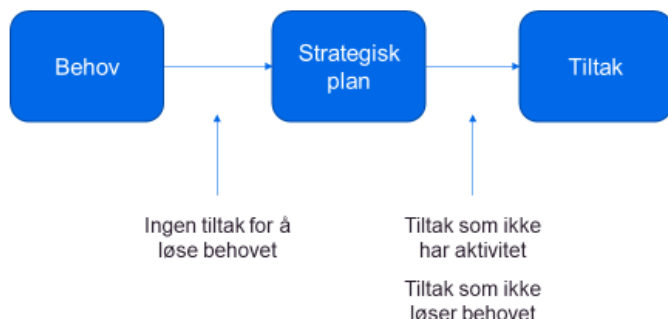 Behov
Strategisk
plan
Tiltak
Ingen tiltak for å
løse behovet
Tiltak som ikke
har aktivitet
Tiltak som ikke
løser behovet